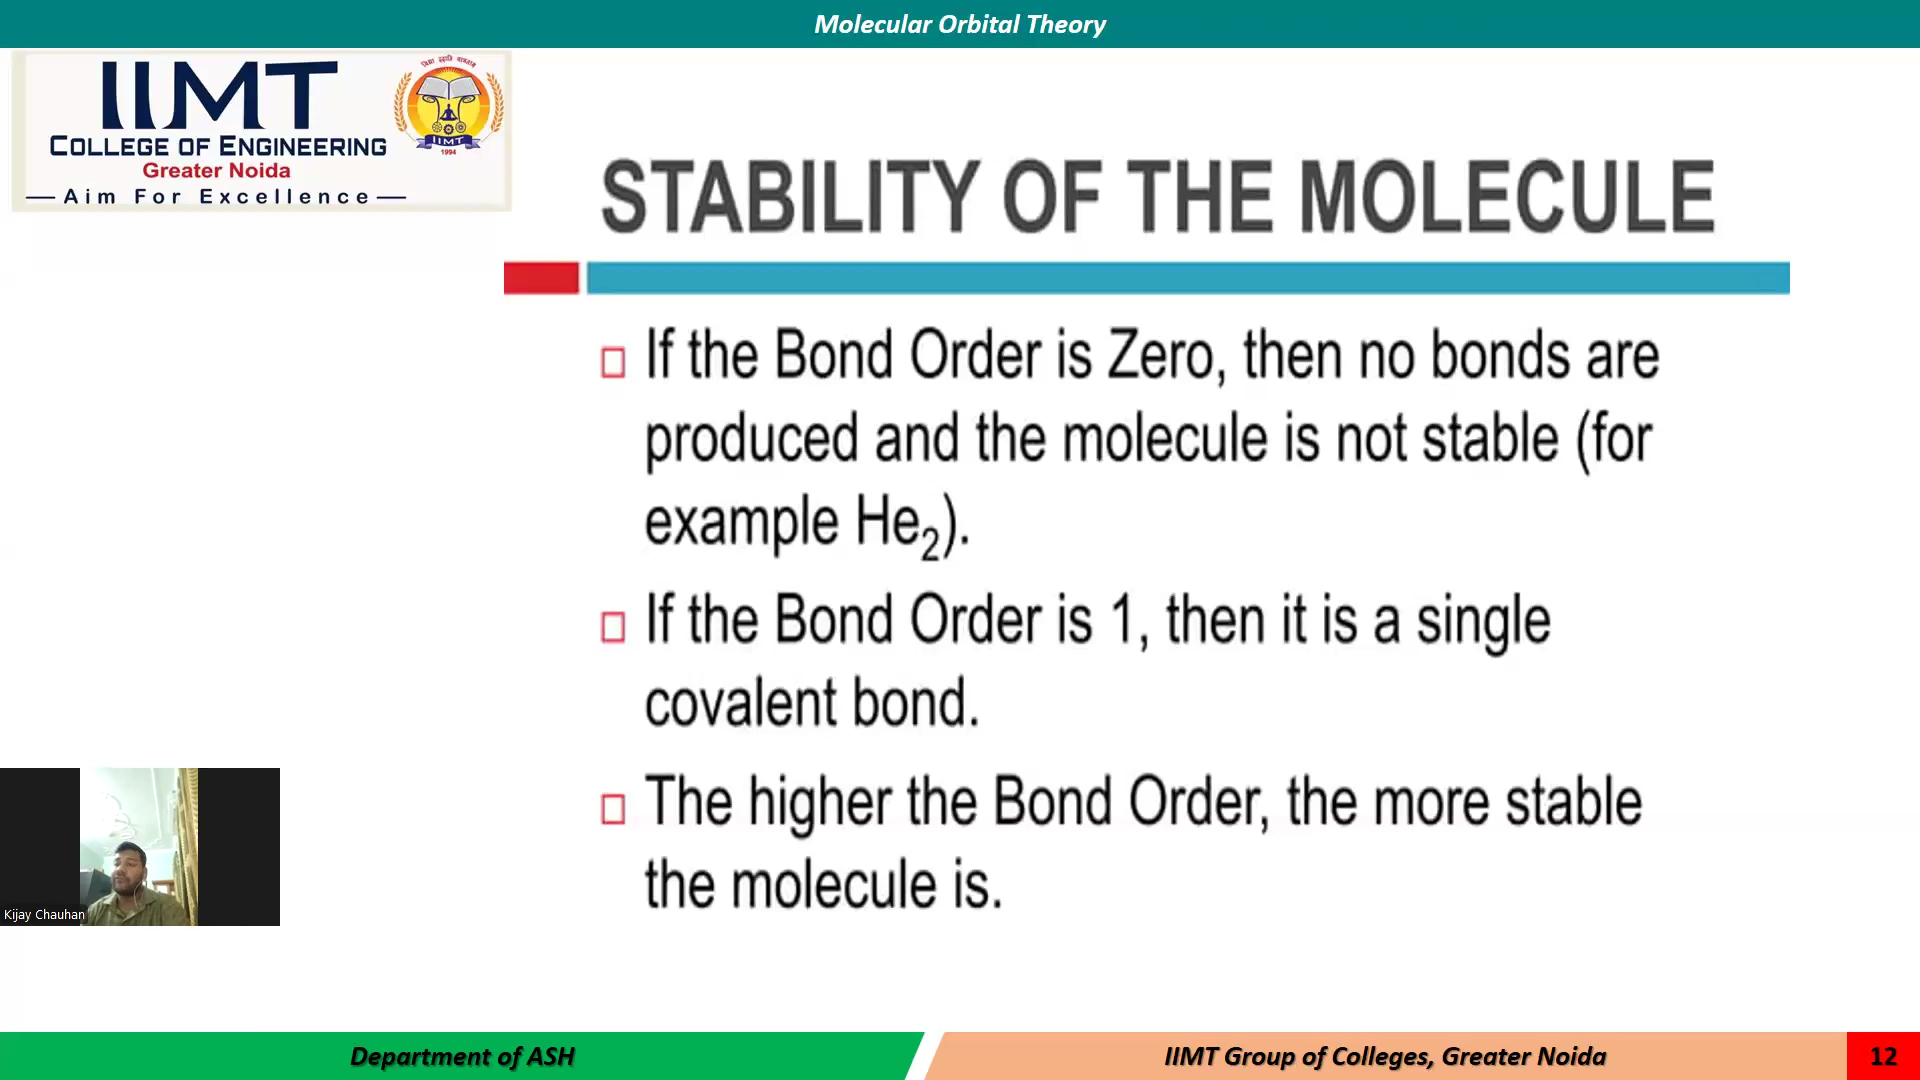 Molecular Orbital Theory
IIMT
COLLEGE OF ENGINEERING
Greater Noida
Aim For Excellence
IIMT
1994
STABILITY OF THE MOLECULE
If the Bond Order is Zero, then no bonds are
produced and the molecule is not stable (for
example He₂).
If the Bond Order is 1, then it is a single
covalent bond.
The higher the Bond Order, the more stable
the molecule is.
Kijay Chauhan
Department of ASH
IIMT Group of Colleges, Greater Noida
12